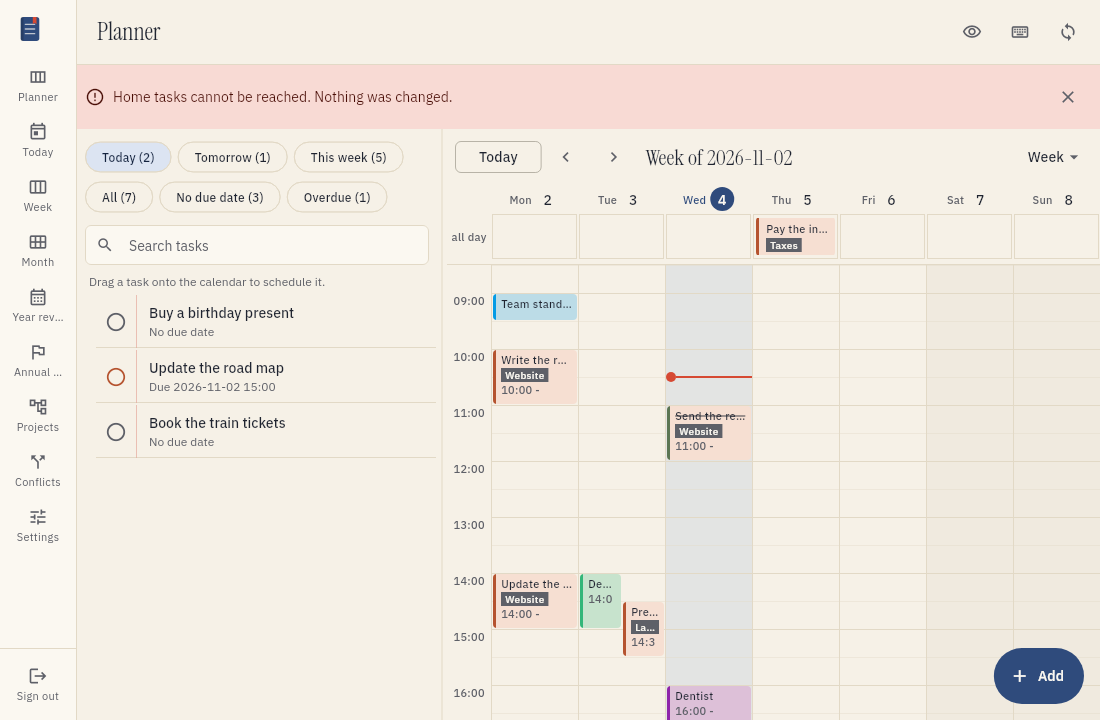 Planner
Home tasks cannot be reached. Nothing was changed.
Planner
Today
Week
Month
Year rev...
Annual ...
Projects
Conflicts
Settings
Sign out
Today (2)
Tomorrow (1)
This week (5)
All (7)
No due date (3)
Overdue (1)
Search tasks
Drag a task onto the calendar to schedule it.
Buy a birthday present
No due date
Update the road map
Due 2026-11-02 15:00
Book the train tickets
No due date
Today
Week of 2026-11-02
Week
Mon 2
Tue 3
Wed 4
Thu 5
Fri 6
Sat 7
Sun 8
all day
Pay the in...
Taxes
09:00
Team stand...
10:00
Write the r...
Website
10:00 -
11:00
Send the re...
Website
11:00 -
12:00
13:00
14:00
Update the ...
Website
14:00 -
De...
14:0
Pre...
La...
14:3
15:00
16:00
Dentist
16:00 -
Add